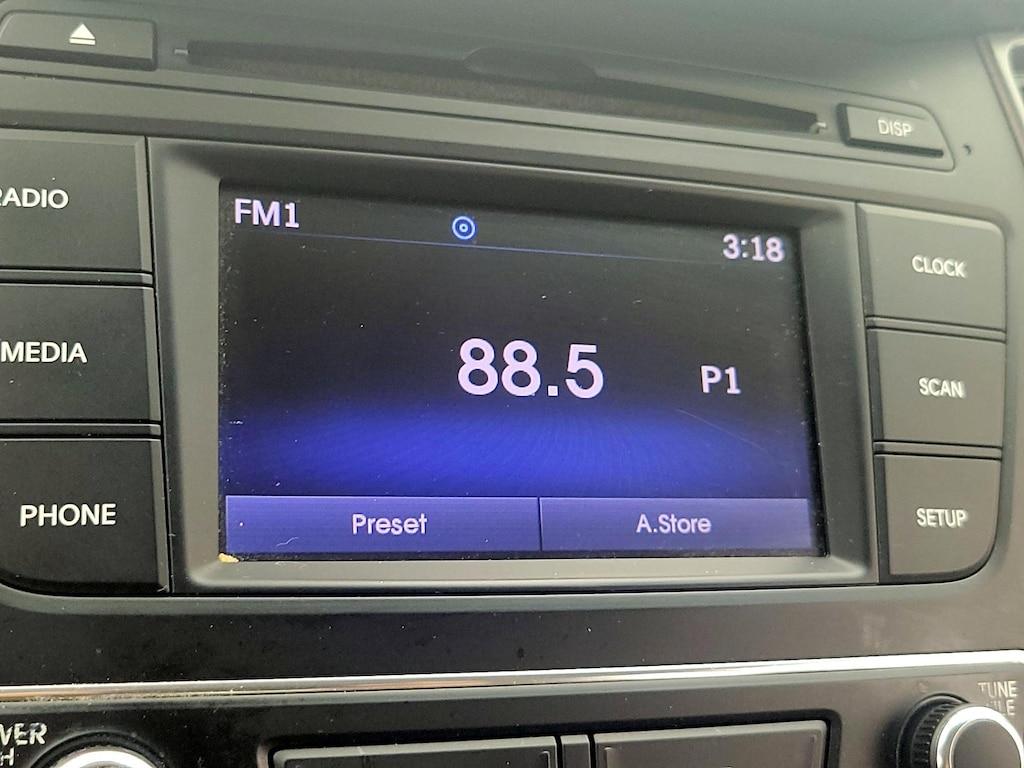 DISP
RADIO
FM1
3:18
CLOCK
MEDIA
88.5
P1
SCAN
PHONE
Preset
A.Store
SETUP
TUNE